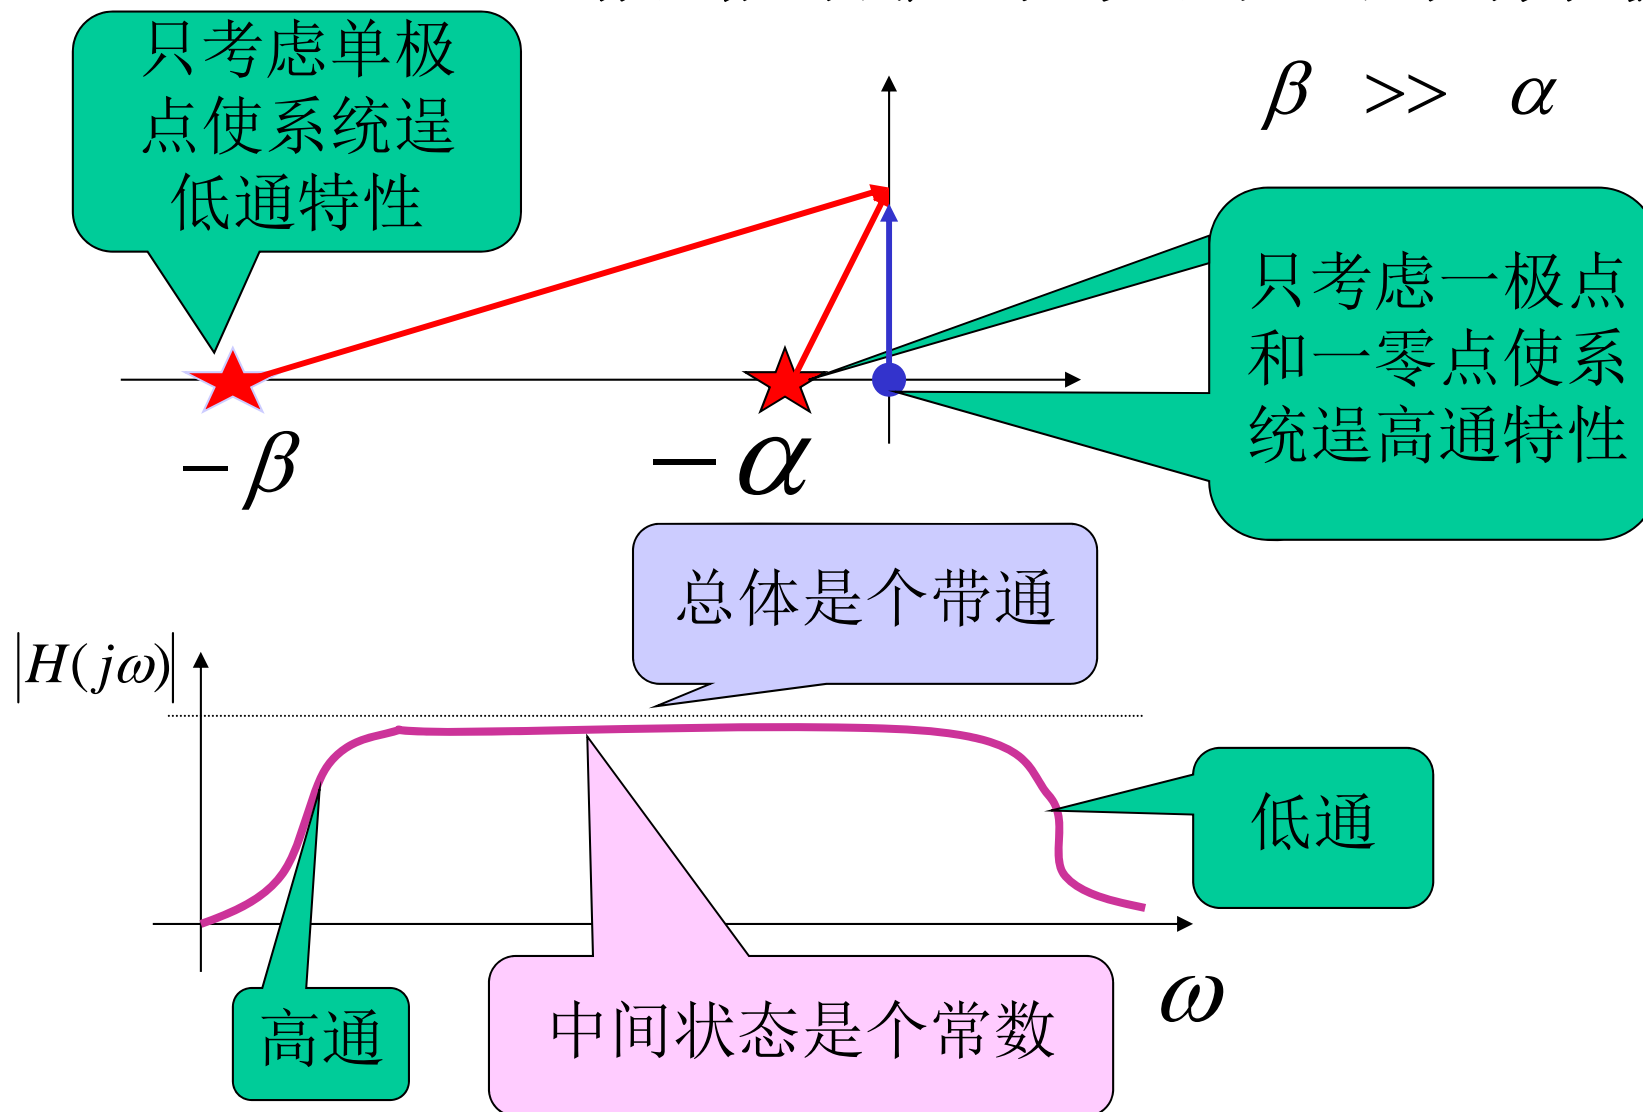 只考虑单极
点使系统逞
低通特性
β >> α
只考虑一极点
和一零点使系
统逞高通特性
−β
−α
总体是个带通
|H(jω)|
低通
高通
中间状态是个常数
ω